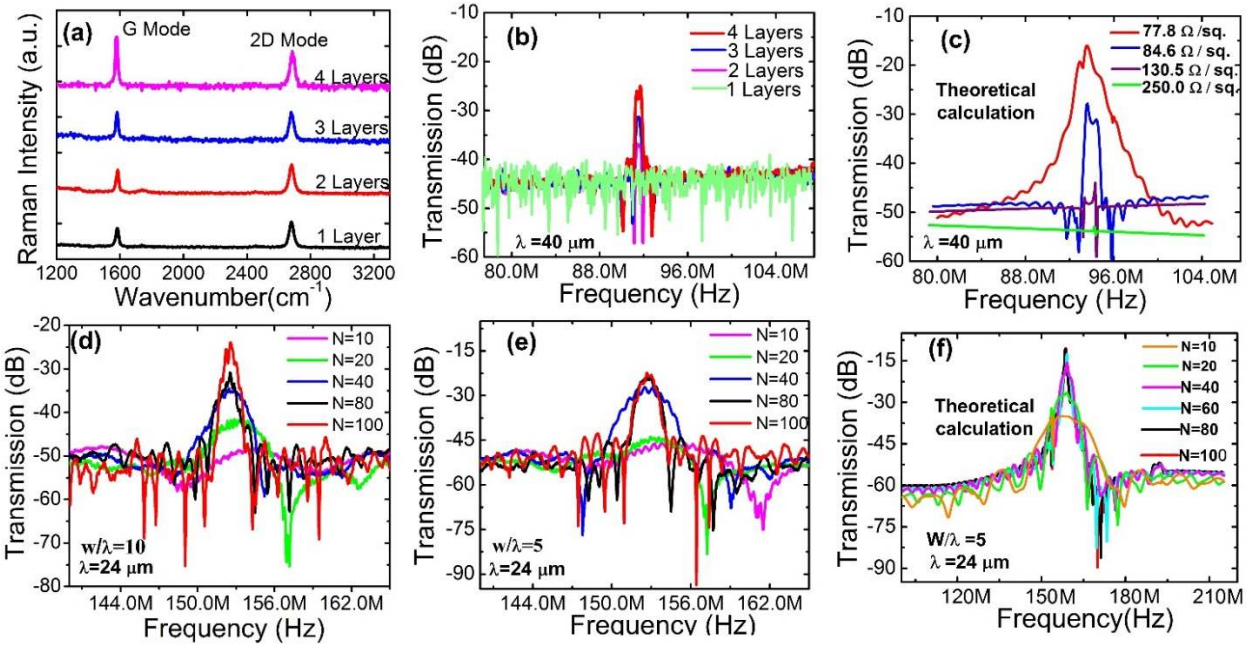 (a)
G Mode
2D Mode
4 Layers
3 Layers
2 Layers
1 Layer
Raman Intensity (a.u.)
1200 1600 2000 2400 2800 3200
Wavenumber(cm⁻¹)
(b)
4 Layers
3 Layers
2 Layers
1 Layers
Transmission (dB)
-10
-20
-30
-40
-50
-60
λ =40 μm
80.0M 88.0M 96.0M 104.0M
Frequency (Hz)
(c)
77.8 Ω /sq.
84.6 Ω /sq.
130.5 Ω / sq.
250.0 Ω / sq.
Theoretical
calculation
Transmission (dB)
-10
-20
-30
-40
-50
-60
λ =40 μm
80.0M 88.0M 96.0M 104.0M
Frequency (Hz)
(d)
N=10
N=20
N=40
N=80
N=100
Transmission (dB)
-20
-30
-40
-50
-60
-70
-80
w/λ=10
λ=24 μm
144.0M 150.0M 156.0M 162.0M
Frequency (Hz)
(e)
N=10
N=20
N=40
N=80
N=100
Transmission (dB)
-15
-30
-45
-60
-75
-90
w/λ=5
λ=24 μm
144.0M 150.0M 156.0M 162.0M
Frequency (Hz)
(f)
N=10
N=20
N=40
N=60
N=80
N=100
Theoretical
calculation
Transmission (dB)
-15
-30
-45
-60
-75
-90
W/λ =5
λ =24 μm
120M 150M 180M 210M
Frequency(Hz)